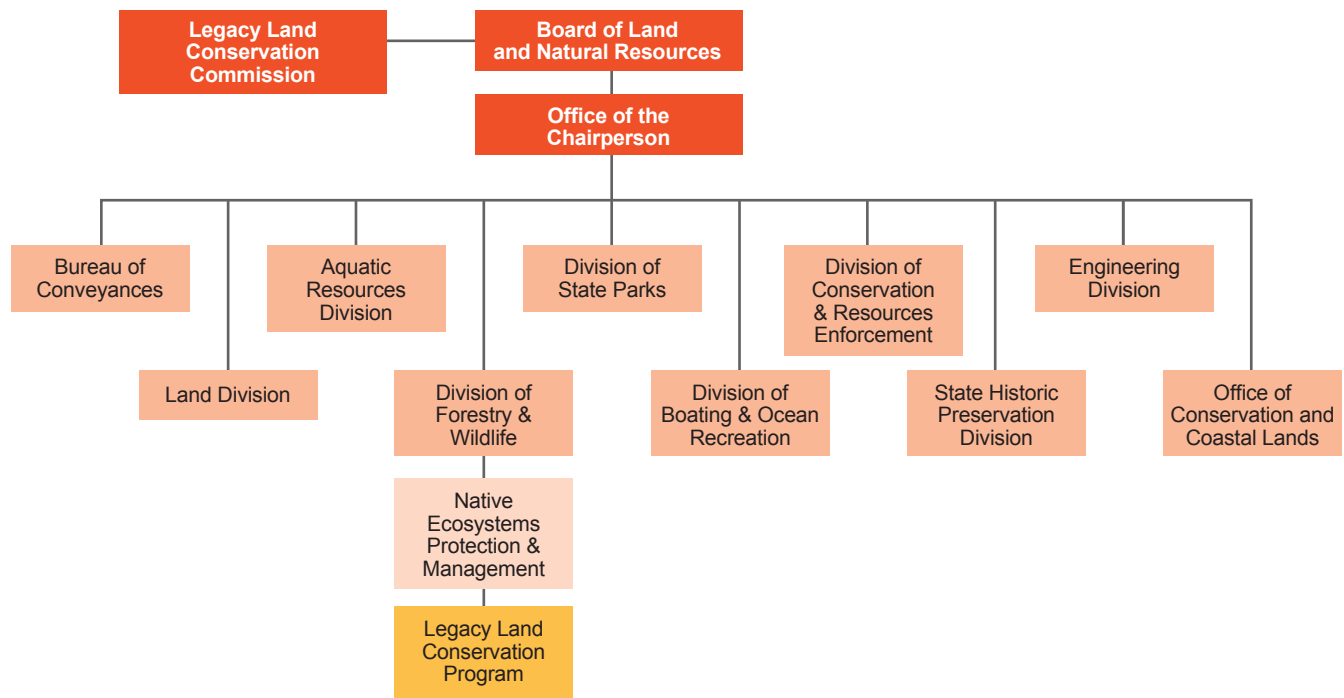 Legacy Land
Conservation
Commission
Board of Land
and Natural Resources
Office of the
Chairperson
Bureau of
Conveyances
Aquatic
Resources
Division
Division of
State Parks
Division of
Conservation
& Resources
Enforcement
Engineering
Division
Land Division
Division of
Forestry &
Wildlife
Division of
Boating & Ocean
Recreation
State Historic
Preservation
Division
Office of
Conservation and
Coastal Lands
Native
Ecosystems
Protection &
Management
Legacy Land
Conservation
Program